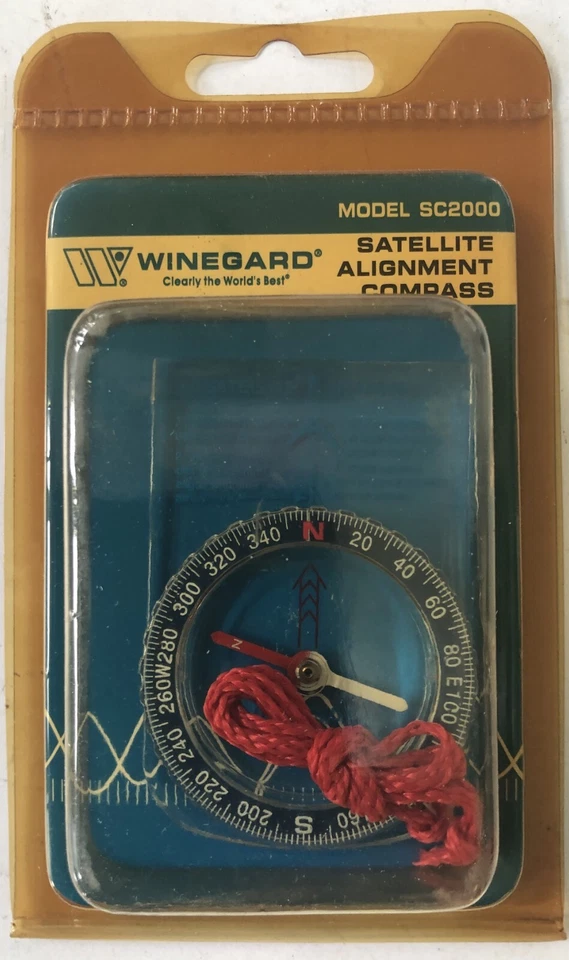 MODEL SC2000
WINEGARD®
Clearly the World's Best®
SATELLITE
ALIGNMENT
COMPASS
N
20
40
60
80
E
S
200
220
240
260
W
280
300
320
340
N